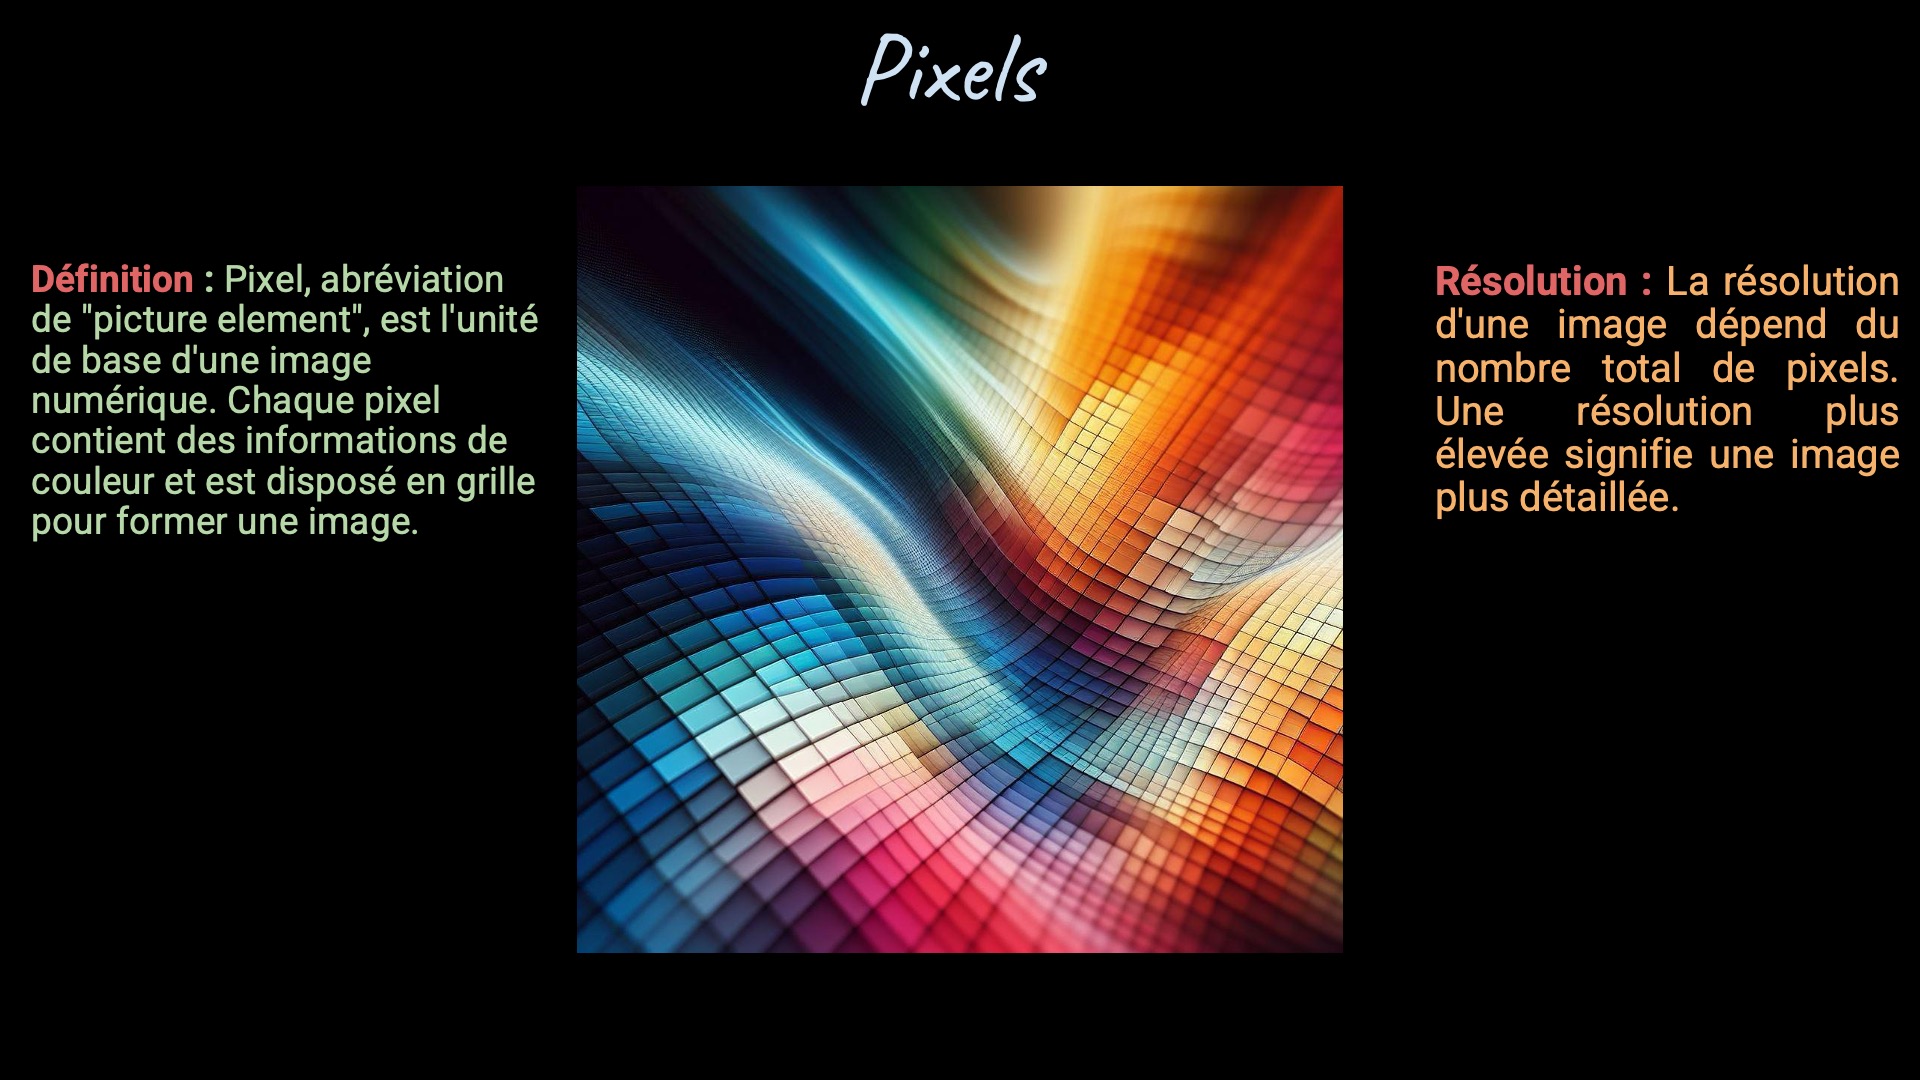 Pixels
Définition : Pixel, abréviation
de "picture element", est l'unité
de base d'une image
numérique. Chaque pixel
contient des informations de
couleur et est disposé en grille
pour former une image.
Résolution : La résolution
d'une image dépend du
nombre total de pixels.
Une résolution plus
élevée signifie une image
plus détaillée.